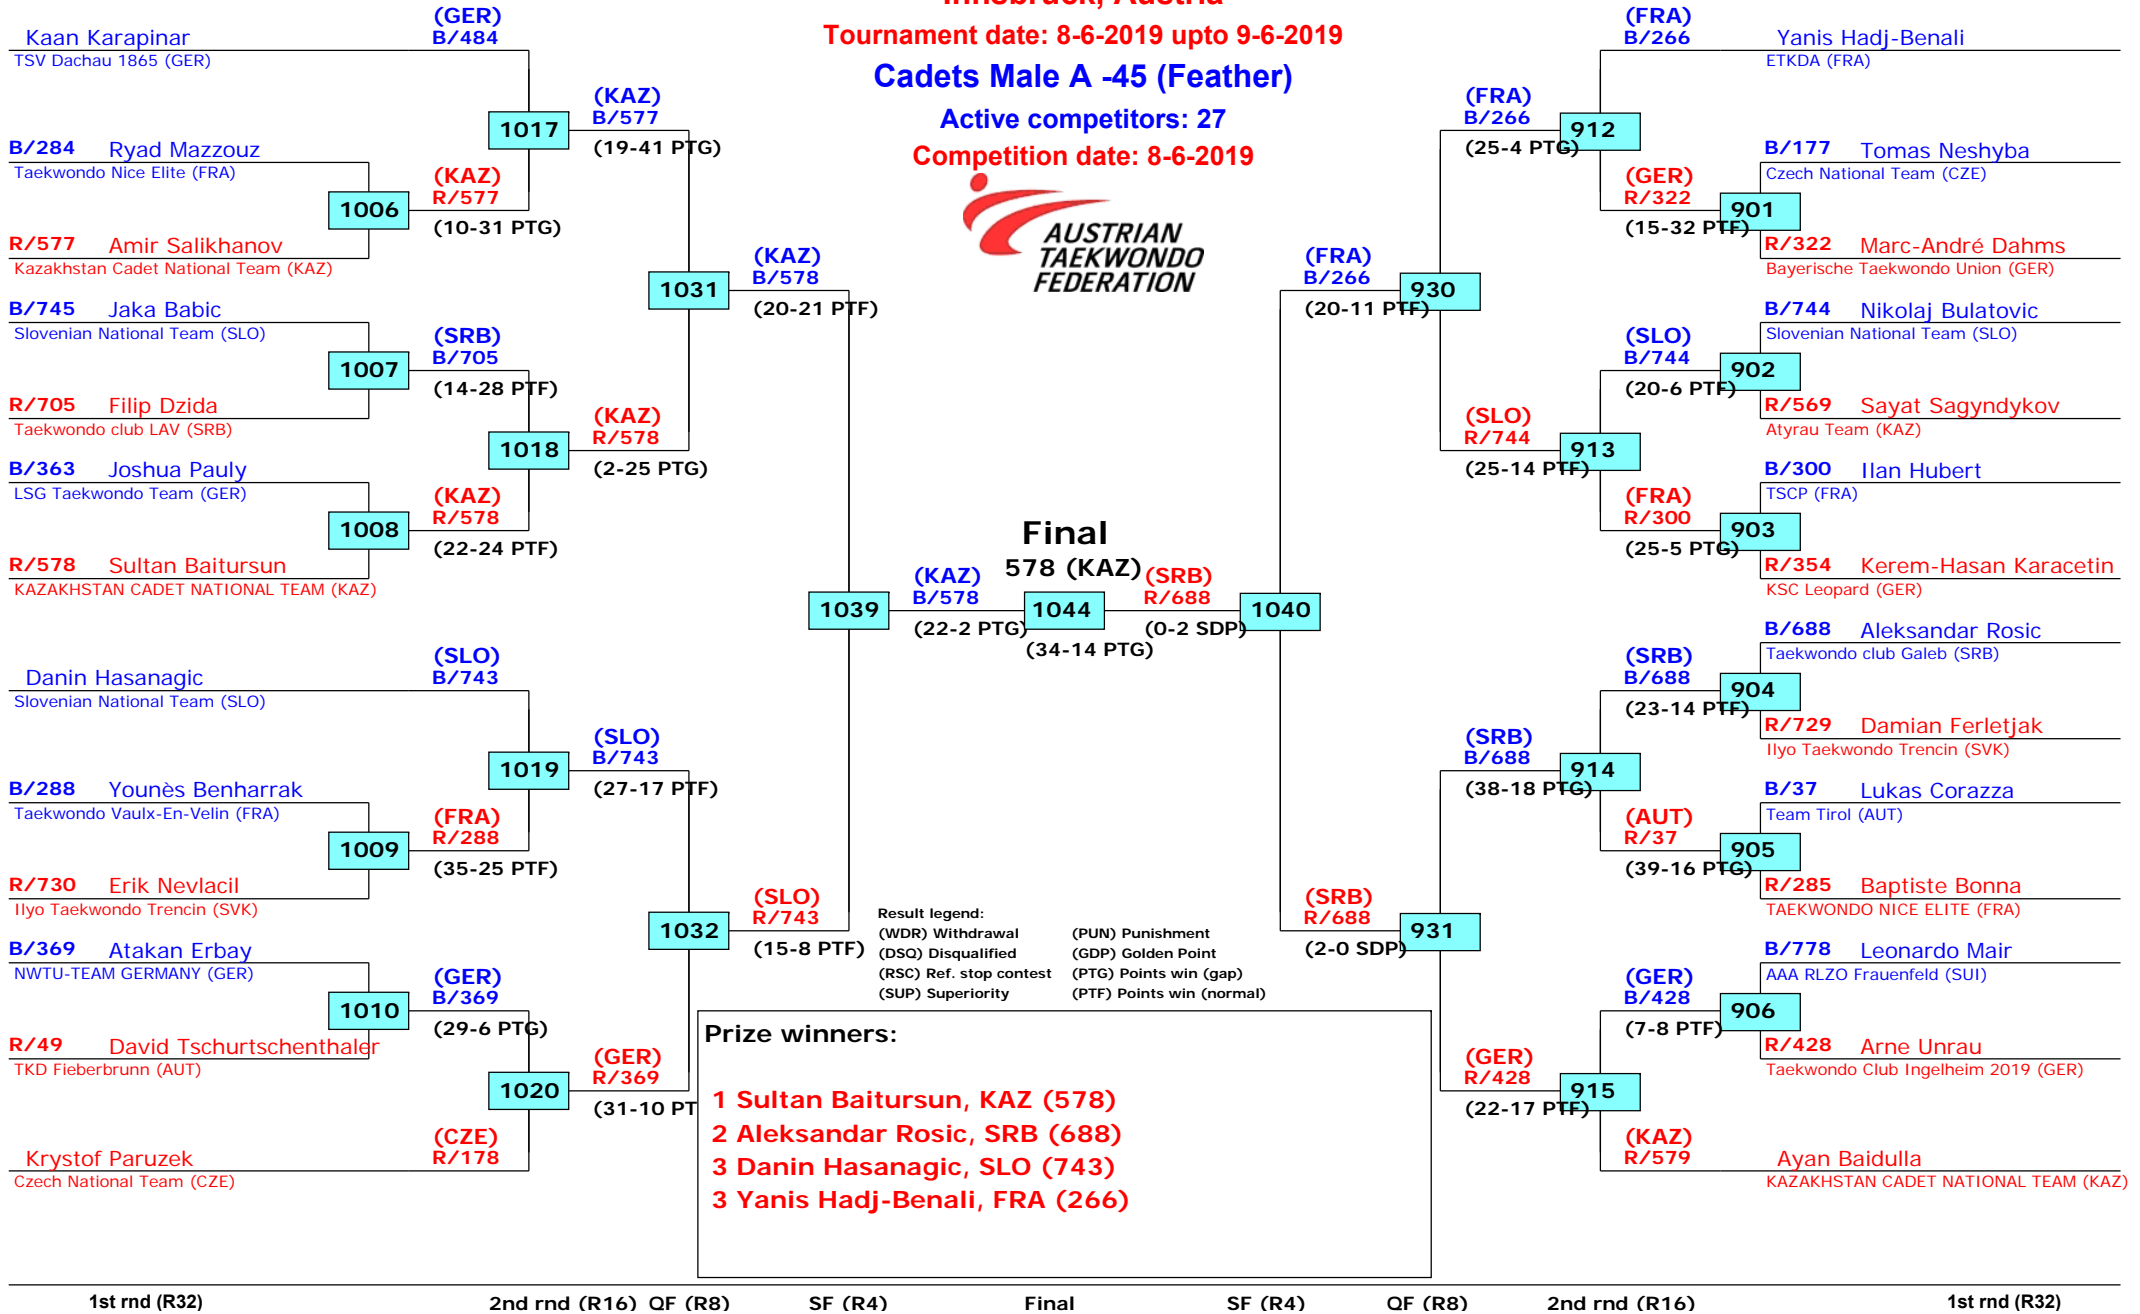 Innsbruck, Austria
Tournament date: 8-6-2019 upto 9-6-2019
Cadets Male A -45 (Feather)
Active competitors: 27
Competition date: 8-6-2019
AUSTRIAN
TAEKWONDO
FEDERATION
Kaan Karapinar
TSV Dachau 1865 (GER)
(GER)
B/484
B/284 Ryad Mazzouz
Taekwondo Nice Elite (FRA)
1006
R/577 Amir Salikhanov
Kazakhstan Cadet National Team (KAZ)
(KAZ)
R/577
(10-31 PTG)
1017
(KAZ)
B/577
(19-41 PTG)
B/745 Jaka Babic
Slovenian National Team (SLO)
1007
R/705 Filip Dzida
Taekwondo club LAV (SRB)
(SRB)
B/705
(14-28 PTF)
B/363 Joshua Pauly
LSG Taekwondo Team (GER)
1008
R/578 Sultan Baitursun
KAZAKHSTAN CADET NATIONAL TEAM (KAZ)
(KAZ)
R/578
(22-24 PTF)
1018
(KAZ)
R/578
(2-25 PTG)
1031
(KAZ)
B/578
(20-21 PTF)
Danin Hasanagic
Slovenian National Team (SLO)
(SLO)
B/743
B/288 Younès Benharrak
Taekwondo Vaulx-En-Velin (FRA)
1009
R/730 Erik Nevlacil
Ilyo Taekwondo Trencin (SVK)
(FRA)
R/288
(35-25 PTF)
1019
(SLO)
B/743
(27-17 PTF)
B/369 Atakan Erbay
NWTU-TEAM GERMANY (GER)
1010
R/49 David Tschurtschenthaler
TKD Fieberbrunn (AUT)
(GER)
B/369
(29-6 PTG)
Krystof Paruzek
Czech National Team (CZE)
(CZE)
R/178
1020
(GER)
R/369
(31-10 PT
1032
(SLO)
R/743
(15-8 PTF)
1039
(KAZ)
B/578
(22-2 PTG)
Final
578 (KAZ)
1044
(34-14 PTG)
(SRB)
R/688
(0-2 SDP)
1040
(FRA)
B/266
(20-11 PTF)
930
(FRA)
B/266
(25-4 PTG)
912
(FRA)
B/266
Yanis Hadj-Benali
ETKDA (FRA)
(GER)
R/322
(15-32 PTF)
901
B/177 Tomas Neshyba
Czech National Team (CZE)
R/322 Marc-André Dahms
Bayerische Taekwondo Union (GER)
(SLO)
R/744
(25-14 PTF)
913
(SLO)
B/744
(20-6 PTF)
902
B/744 Nikolaj Bulatovic
Slovenian National Team (SLO)
R/569 Sayat Sagyndykov
Atyrau Team (KAZ)
(FRA)
R/300
(25-5 PTG)
903
B/300 Ilan Hubert
TSCP (FRA)
R/354 Kerem-Hasan Karacetin
KSC Leopard (GER)
(SRB)
R/688
(2-0 SDP)
931
(SRB)
B/688
(38-18 PTG)
914
(SRB)
B/688
(23-14 PTF)
904
B/688 Aleksandar Rosic
Taekwondo club Galeb (SRB)
R/729 Damian Ferletjak
Ilyo Taekwondo Trencin (SVK)
(AUT)
R/37
(39-16 PTG)
905
B/37 Lukas Corazza
Team Tirol (AUT)
R/285 Baptiste Bonna
TAEKWONDO NICE ELITE (FRA)
(GER)
R/428
(22-17 PTF)
915
(GER)
B/428
(7-8 PTF)
906
B/778 Leonardo Mair
AAA RLZO Frauenfeld (SUI)
R/428 Arne Unrau
Taekwondo Club Ingelheim 2019 (GER)
(KAZ)
R/579
Ayan Baidulla
KAZAKHSTAN CADET NATIONAL TEAM (KAZ)
Result legend:
(WDR) Withdrawal (PUN) Punishment
(DSQ) Disqualified (GDP) Golden Point
(RSC) Ref. stop contest (PTG) Points win (gap)
(SUP) Superiority (PTF) Points win (normal)
Prize winners:
1 Sultan Baitursun, KAZ (578)
2 Aleksandar Rosic, SRB (688)
3 Danin Hasanagic, SLO (743)
3 Yanis Hadj-Benali, FRA (266)
1st rnd (R32) 2nd rnd (R16) QF (R8) SF (R4) Final SF (R4) QF (R8) 2nd rnd (R16) 1st rnd (R32)